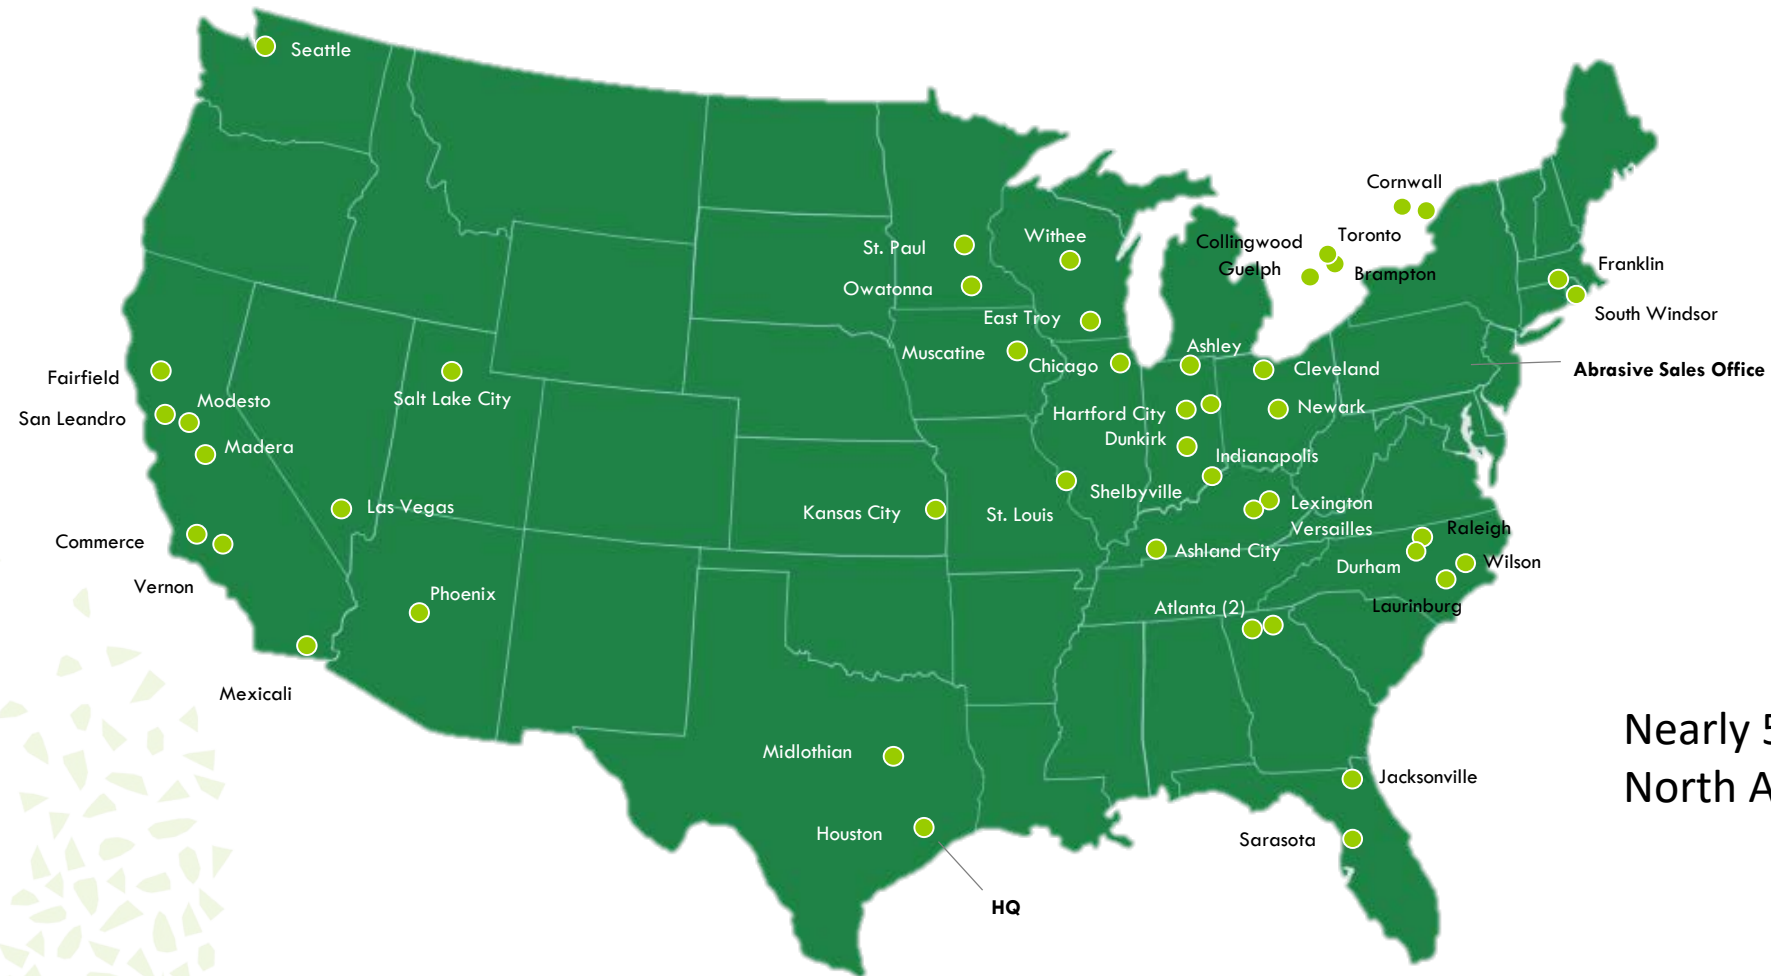 Seattle
Cornwall
St. Paul
Withee
Collingwood
Toronto
Guelph
Brampton
Franklin
Owatonna
East Troy
South Windsor
Muscatine
Chicago
Ashley
Cleveland
Abrasive Sales Office
Fairfield
Modesto
Salt Lake City
San Leandro
Hartford City
Newark
Madera
Dunkirk
Indianapolis
Las Vegas
Kansas City
St. Louis
Shelbyville
Lexington
Versailles
Raleigh
Commerce
Ashland City
Durham
Wilson
Vernon
Phoenix
Atlanta (2)
Laurinburg
Mexicali
Midlothian
Nearly 5
North A
Jacksonville
Houston
Sarasota
HQ